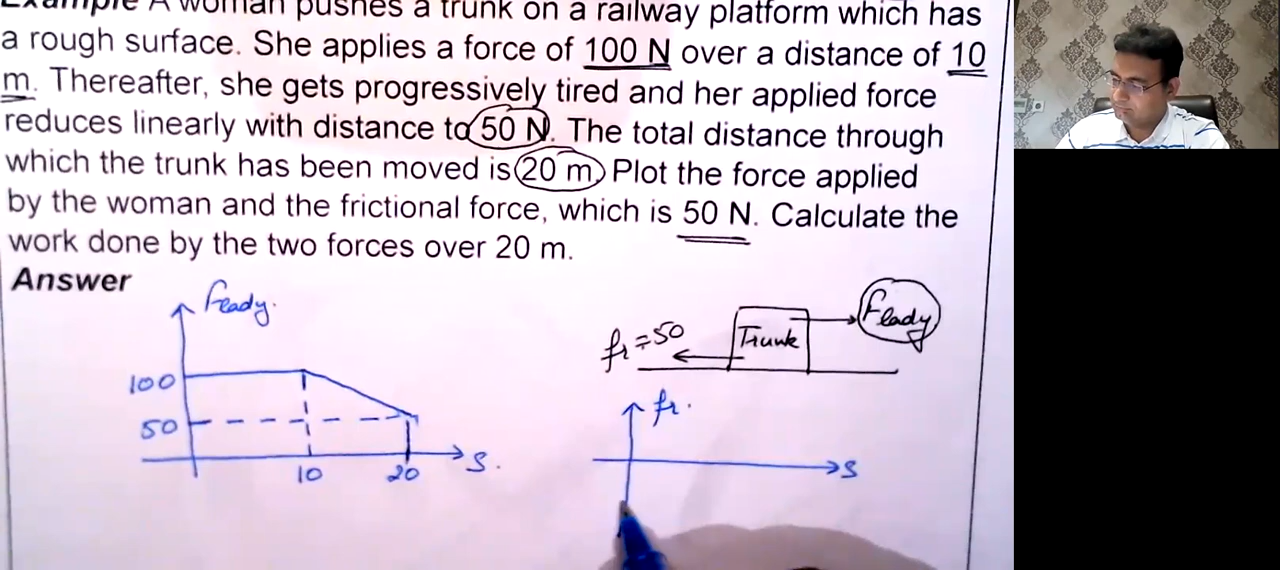 Example A woman pushes a trunk on a railway platform which has
a rough surface. She applies a force of 100 N over a distance of 10
m. Thereafter, she gets progressively tired and her applied force
reduces linearly with distance to 50 N. The total distance through
which the trunk has been moved is 20 m. Plot the force applied
by the woman and the frictional force, which is 50 N. Calculate the
work done by the two forces over 20 m.
Answer
Flady.
100
50
10
20
S.
fr = 50
Trunk
Flady
fr.
S